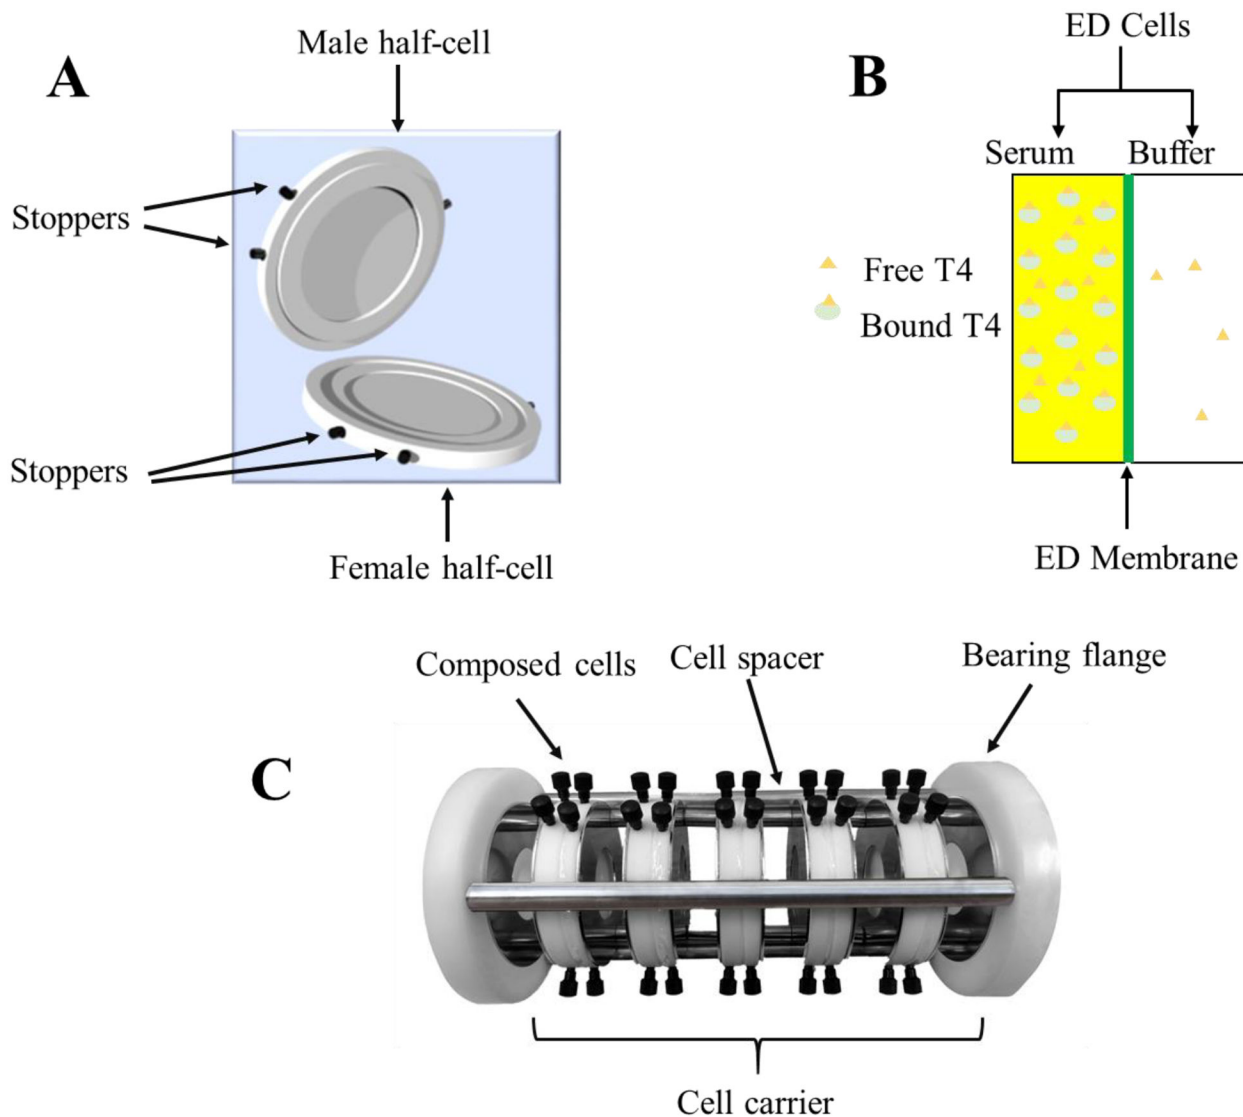 A
Male half-cell
Stoppers
Stoppers
Female half-cell
B
ED Cells
Serum
Buffer
Free T4
Bound T4
ED Membrane
C
Composed cells
Cell spacer
Bearing flange
Cell carrier